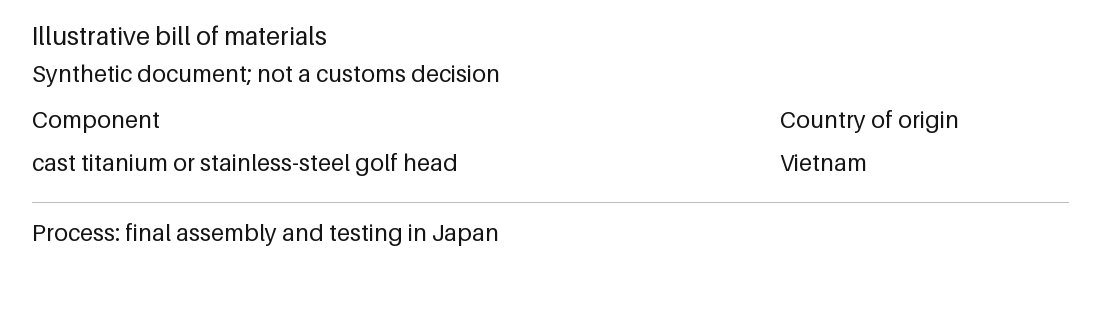 Illustrative bill of materials
Synthetic document; not a customs decision
Component Country of origin
cast titanium or stainless-steel golf head Vietnam
Process: final assembly and testing in Japan